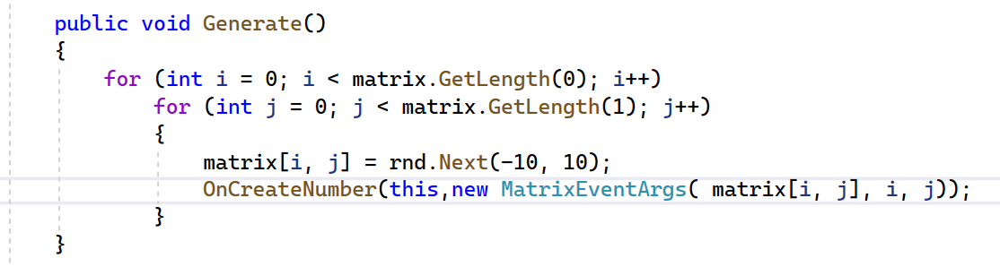 public void Generate()
{
for (int i = 0; i < matrix.GetLength(0); i++)
for (int j = 0; j < matrix.GetLength(1); j++)
{
matrix[i, j] = rnd.Next(-10, 10);
OnCreateNumber(this,new MatrixEventArgs( matrix[i, j], i, j));
}
}